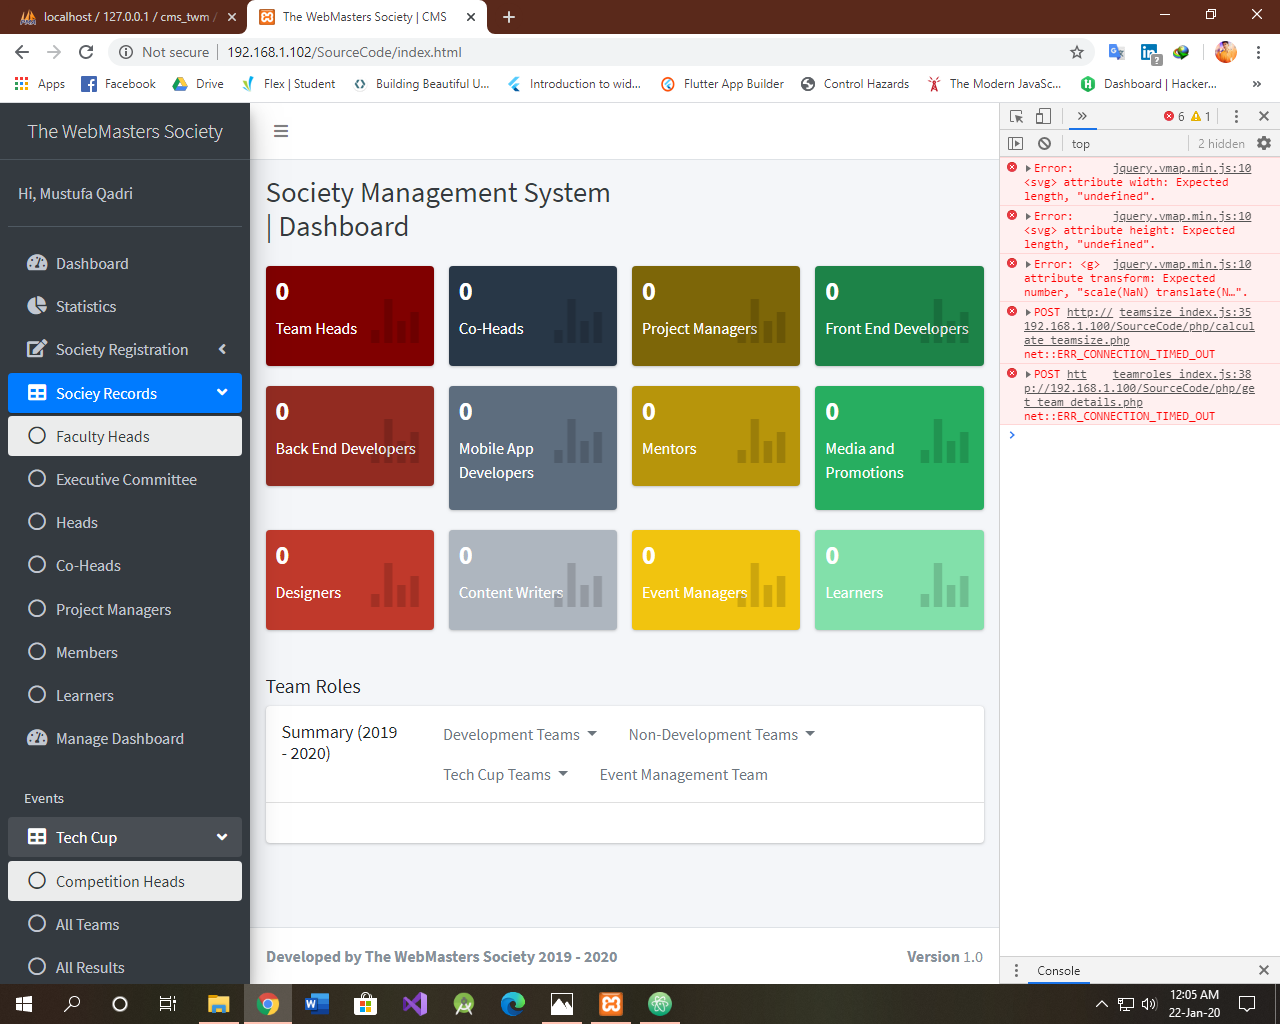 localhost / 127.0.0.1 / cms_twm /
The WebMasters Society | CMS
Not secure
192.168.1.102/SourceCode/index.html
Apps
Facebook
Drive
Flex | Student
Building Beautiful U...
Introduction to wid...
Flutter App Builder
Control Hazards
The Modern JavaSc...
Dashboard | Hacker...
»
The WebMasters Society
Hi, Mustufa Qadri
Dashboard
Statistics
Society Registration
Sociey Records
Faculty Heads
Executive Committee
Heads
Co-Heads
Project Managers
Members
Learners
Manage Dashboard
Events
Tech Cup
Competition Heads
All Teams
All Results
Society Management System
| Dashboard
0
Team Heads
0
Co-Heads
0
Project Managers
0
Front End Developers
0
Back End Developers
0
Mobile App
Developers
0
Mentors
0
Media and
Promotions
0
Designers
0
Content Writers
0
Event Managers
0
Learners
Team Roles
Summary (2019
- 2020)
Development Teams
Non-Development Teams
Tech Cup Teams
Event Management Team
Developed by The WebMasters Society 2019 - 2020
Version 1.0
» 6 1
top
2 hidden
Error: jquery.vmap.min.js:10
<svg> attribute width: Expected
length, "undefined".
Error: jquery.vmap.min.js:10
<svg> attribute height: Expected
length, "undefined".
Error: <g> jquery.vmap.min.js:10
attribute transform: Expected
number, "scale(NaN) translate(N…".
POST http:// teamsize_index.js:35
192.168.1.100/SourceCode/php/calcul
ate_teamsize.php
net::ERR_CONNECTION_TIMED_OUT
POST htt teamroles_index.js:38
p://192.168.1.100/SourceCode/php/ge
t_team_details.php
net::ERR_CONNECTION_TIMED_OUT
Console
12:05 AM
22-Jan-20